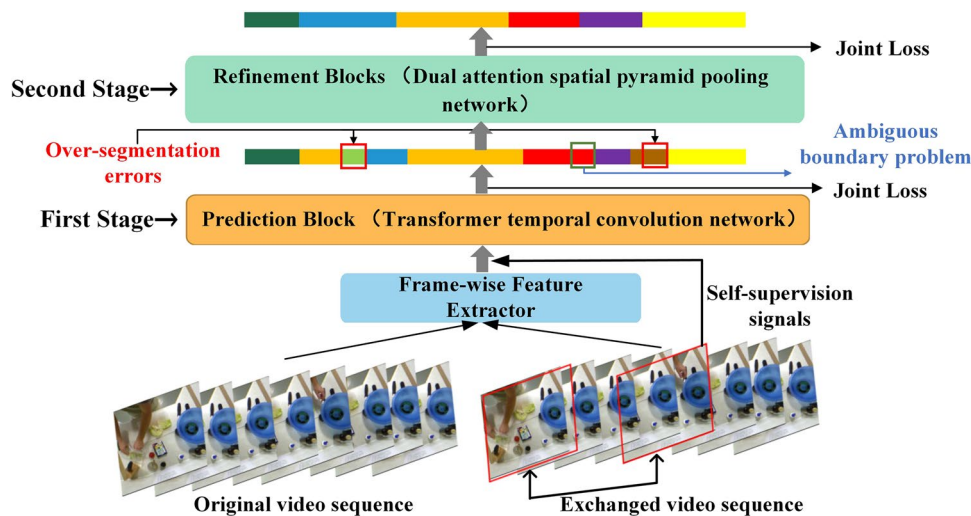 Joint Loss
Second Stage→
Refinement Blocks （Dual attention spatial pyramid pooling
network）
Over-segmentation
errors
Ambiguous
boundary problem
Joint Loss
First Stage→
Prediction Block （Transformer temporal convolution network）
Frame-wise Feature
Extractor
Self-supervision
signals
Original video sequence
Exchanged video sequence